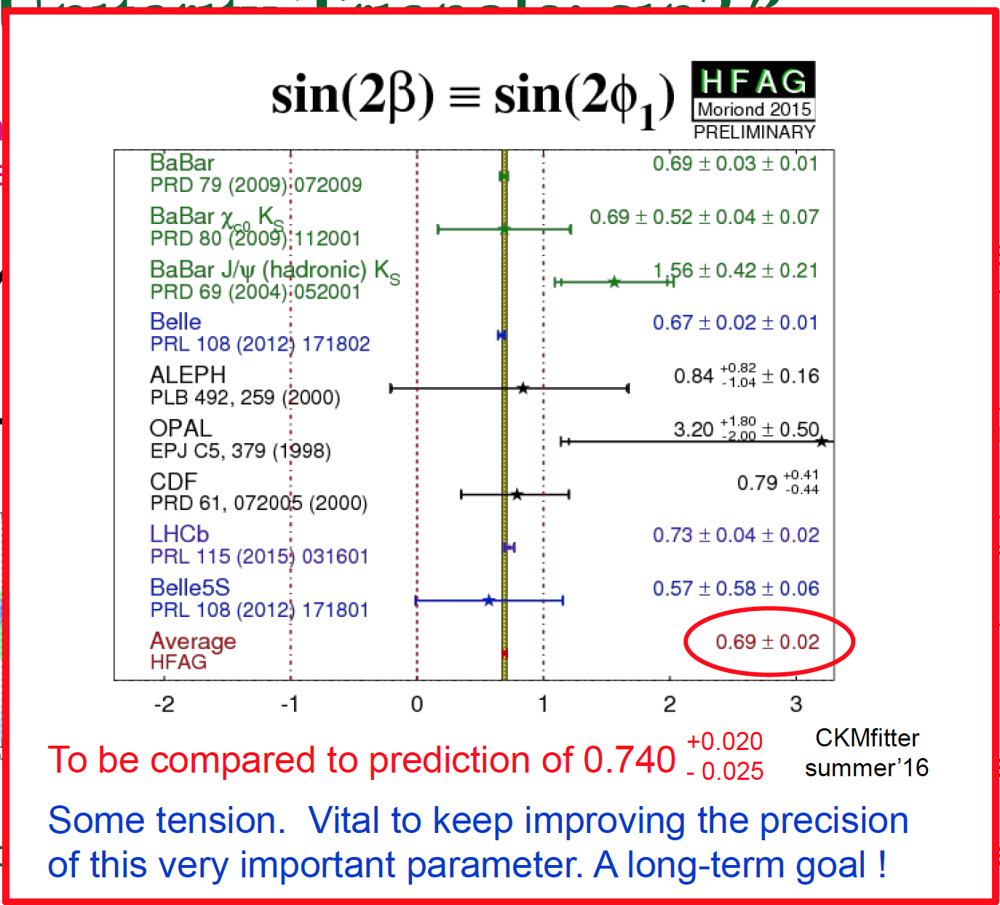 sin(2β) ≡ sin(2ϕ₁)
HFAG
Moriond 2015
PRELIMINARY
BaBar
PRD 79 (2009) 072009
0.69 ± 0.03 ± 0.01
BaBar χc0 KS
PRD 80 (2009) 112001
0.69 ± 0.52 ± 0.04 ± 0.07
BaBar J/ψ (hadronic) KS
PRD 69 (2004) 052001
1.56 ± 0.42 ± 0.21
Belle
PRL 108 (2012) 171802
0.67 ± 0.02 ± 0.01
ALEPH
PLB 492, 259 (2000)
0.84 +0.82 -1.04 ± 0.16
OPAL
EPJ C5, 379 (1998)
3.20 +1.80 -2.00 ± 0.50
CDF
PRD 61, 072005 (2000)
0.79 +0.41 -0.44
LHCb
PRL 115 (2015) 031601
0.73 ± 0.04 ± 0.02
Belle5S
PRL 108 (2012) 171801
0.57 ± 0.58 ± 0.06
Average
HFAG
0.69 ± 0.02
-2 -1 0 1 2 3
To be compared to prediction of 0.740 +0.020 - 0.025
CKMfitter
summer’16
Some tension. Vital to keep improving the precision
of this very important parameter. A long-term goal !